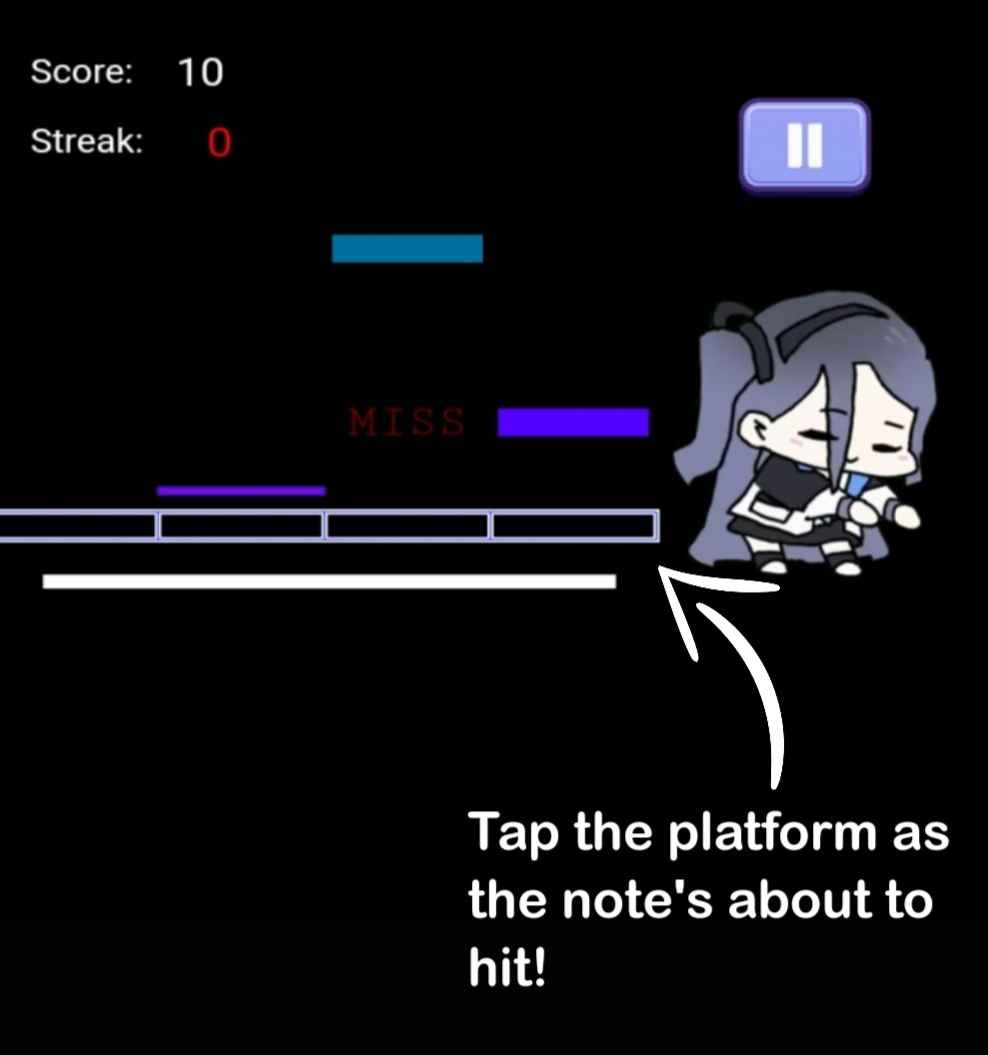 Score: 10
Streak: 0
MISS
Tap the platform as
the note's about to
hit!